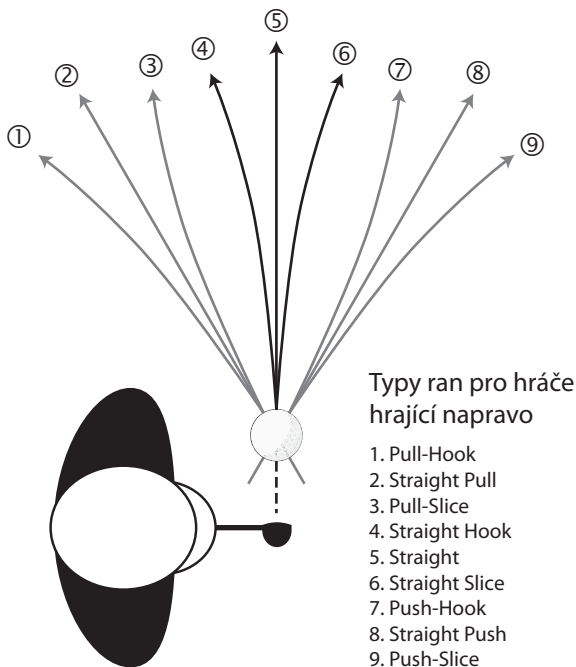 ①
②
③
④
⑤
⑥
⑦
⑧
⑨
Typy ran pro hráče
hrající napravo
1. Pull-Hook
2. Straight Pull
3. Pull-Slice
4. Straight Hook
5. Straight
6. Straight Slice
7. Push-Hook
8. Straight Push
9. Push-Slice